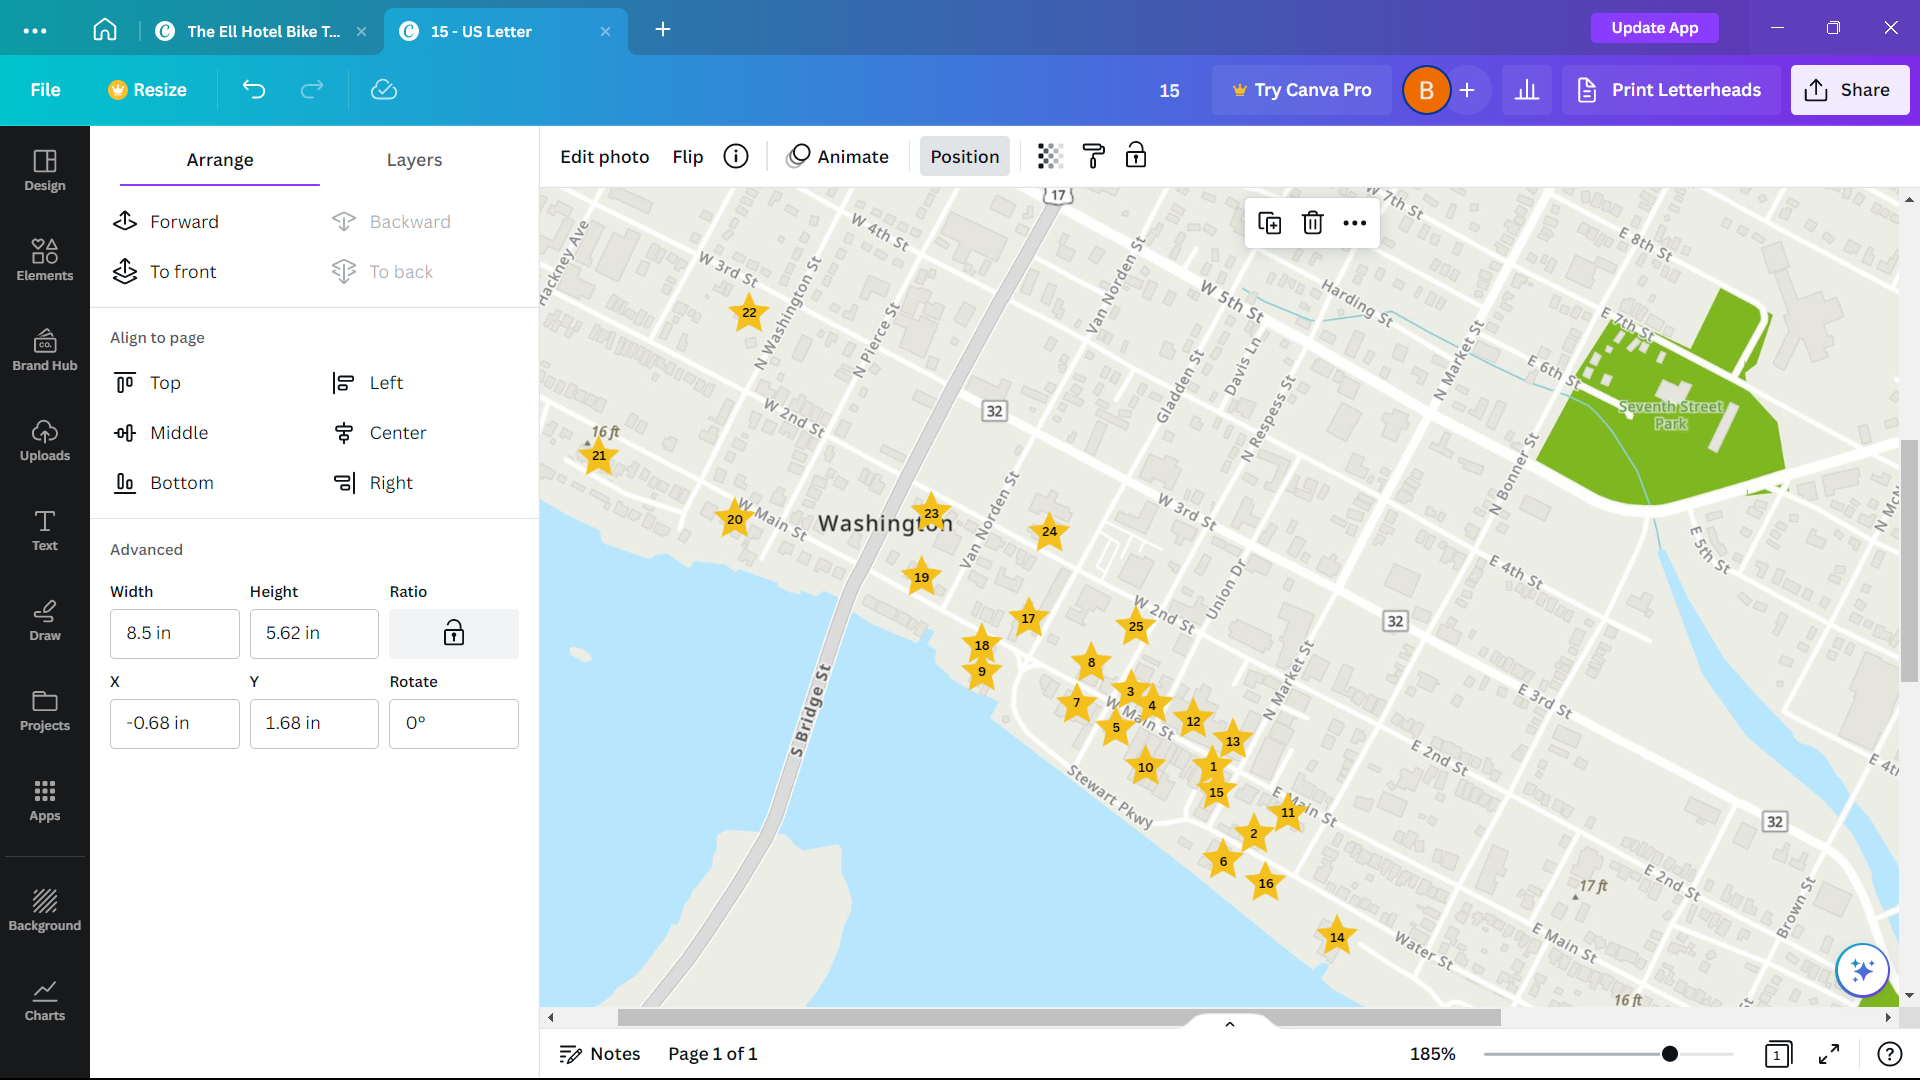 The Ell Hotel Bike T...
15 - US Letter
Update App
File
Resize
15
Try Canva Pro
B
Print Letterheads
Share
Design
Elements
Brand Hub
CO.
Uploads
Text
Draw
Projects
Apps
Background
Charts
Arrange
Layers
Forward
Backward
To front
To back
Align to page
Top
Left
Middle
Center
Bottom
Right
Advanced
Width
Height
Ratio
8.5 in
5.62 in
X
Y
Rotate
-0.68 in
1.68 in
0°
Edit photo
Flip
Animate
Position
17
W 7th St
E 8th St
Hackney Ave
W 4th St
W 3rd St
N Washington St
N Pierce St
Van Norden St
W 5th St
Harding St
E 7th St
E 6th St
N Market St
Gladden St
Davis Ln
N Respess St
Seventh Street
Park
22
32
W 2nd St
16 ft
21
N Bonner St
20
W Main St
Washington
23
Van Norden St
24
W 3rd St
E 5th St
E 4th St
19
Union Dr
W 2nd St
17
25
32
18
9
8
N Market St
S Bridge St
7
3
4
W Main St
5
12
13
E 3rd St
E 2nd St
10
1
15
Stewart Pkwy
E Main St
11
2
6
16
32
E 4th
17 ft
E 2nd St
Brown St
14
Water St
E Main St
16 ft
Notes
Page 1 of 1
185%
1